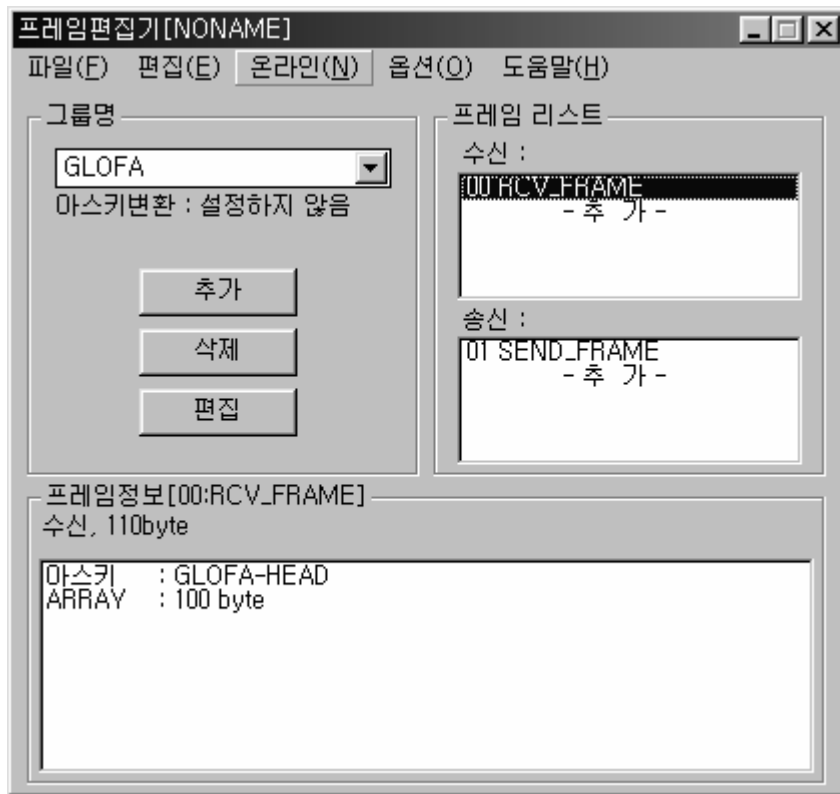 프레임편집기[NONAME]
파일(F) 편집(E) 온라인(N) 옵션(O) 도움말(H)
그룹명
GLOFA
아스키변환 : 설정하지 않음
추가
삭제
편집
프레임 리스트
수신 :
00 RCV_FRAME
- 추 가 -
송신 :
01 SEND_FRAME
- 추 가 -
프레임정보[00:RCV_FRAME]
수신, 110byte
아스키 : GLOFA-HEAD
ARRAY : 100 byte